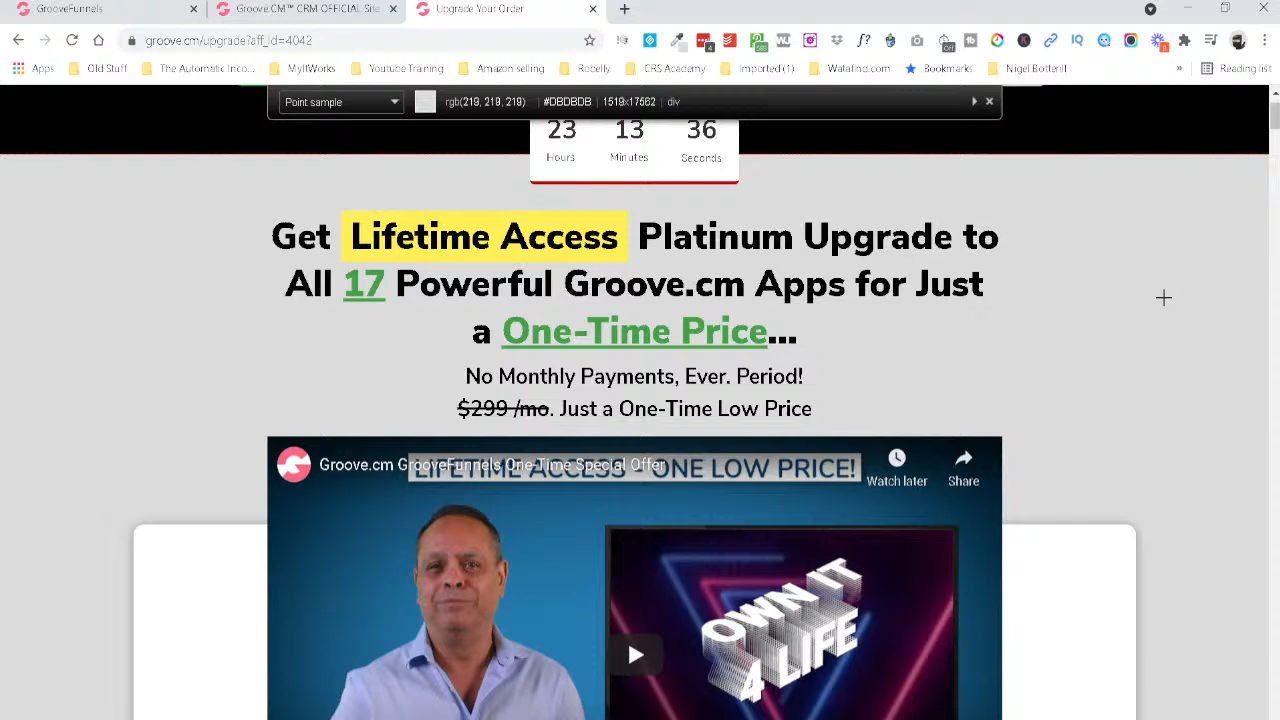 GrooveFunnels
Groove.CM™ CRM OFFICIAL Site
Upgrade Your Order
groove.cm/upgrade?aff_id=4042
Apps
Old Stuff
The Automatic Inco...
MyItWorks
Youtube Training
Amazon selling
Robelly
CRS Academy
Imported (1)
Watafind.com
Bookmarks
Nigel Botterill
»
Reading list
Point sample
rgb(219, 219, 219)
#DBDBDB
1519x17562
div
23 13 36
Hours Minutes Seconds
Get Lifetime Access Platinum Upgrade to
All 17 Powerful Groove.cm Apps for Just
a One-Time Price...
No Monthly Payments, Ever. Period!
$299 /mo. Just a One-Time Low Price
Groove.cm GrooveFunnels One-Time Special Offer
LIFETIME ACCESS - ONE LOW PRICE!
Watch later
Share
OWN IT
4 LIFE